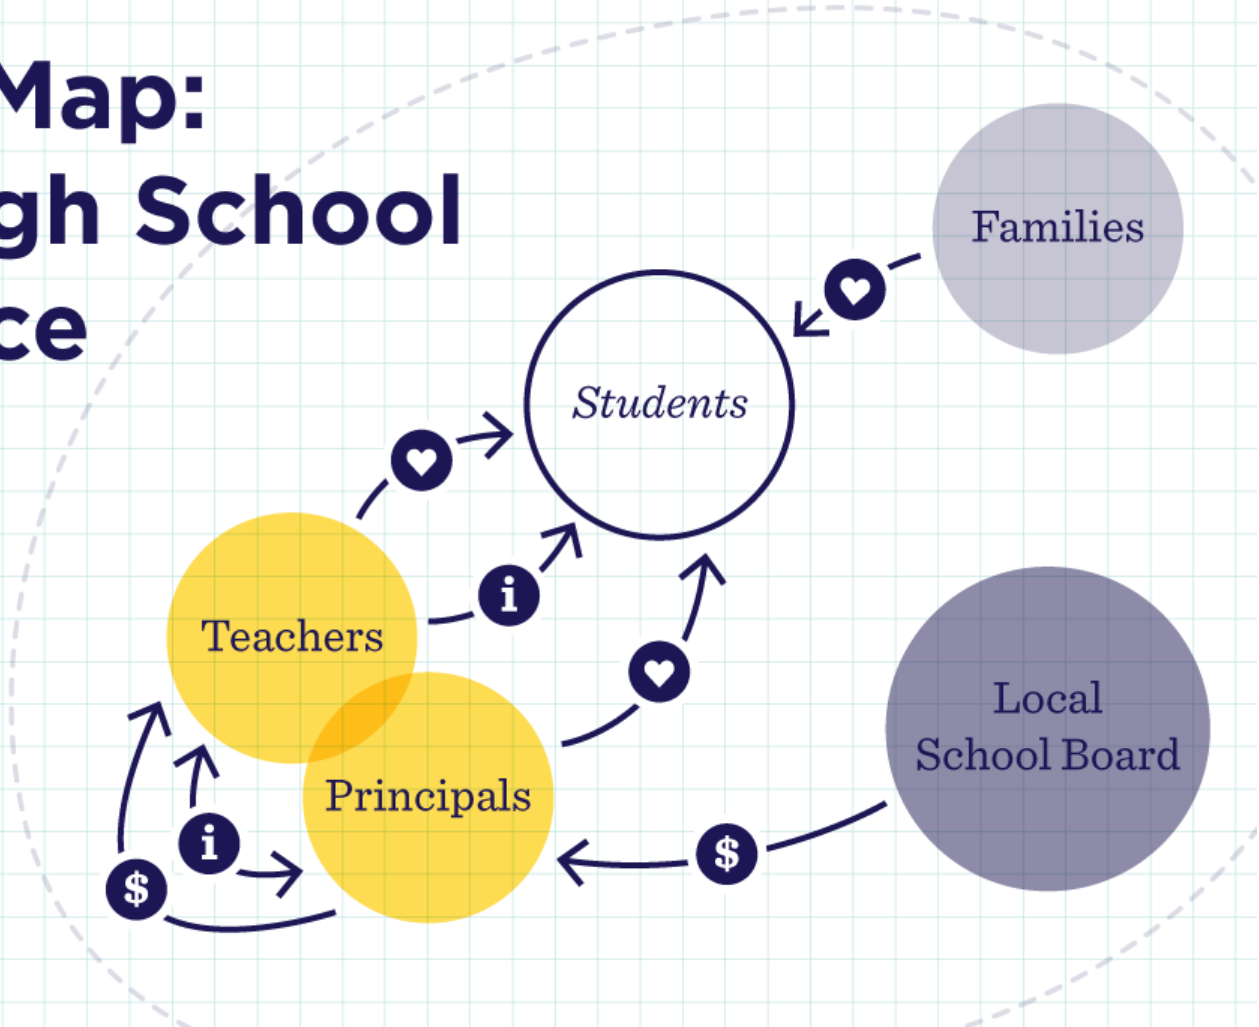 Map:
gh School
ce
Families
Students
Teachers
i
Local
School Board
Principals
$
i
$